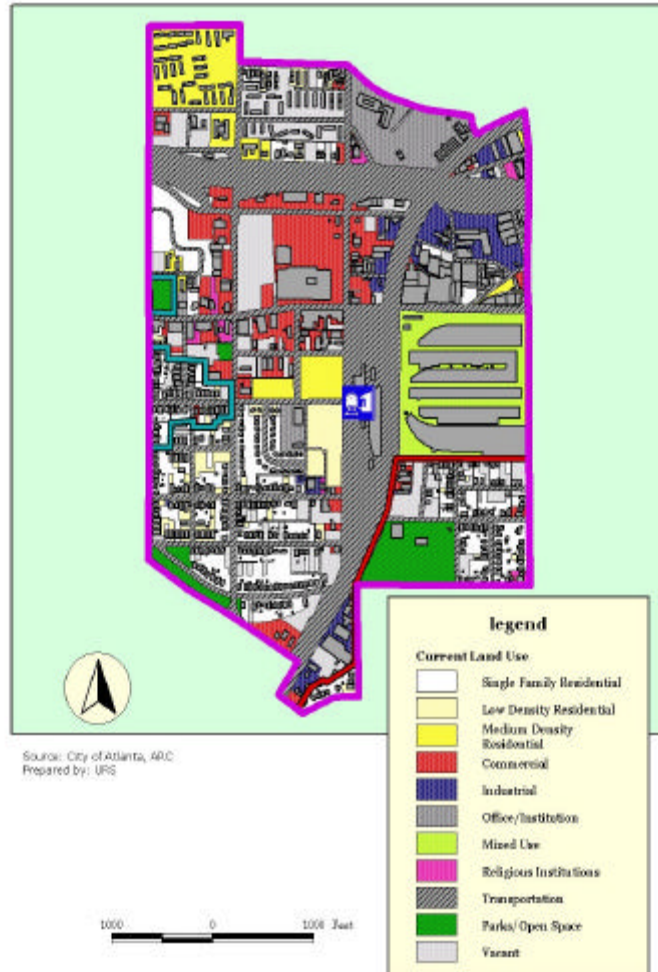 legend
Current Land Use
Single Family Residential
Low Density Residential
Medium Density
Residential
Commercial
Industrial
Office/Institution
Mized Use
Religious Institutions
Transportation
Parks/Open Space
Vacant
Source: City of Atlanta, ARC
Prepared by: URS
1000 0 1000 Feet